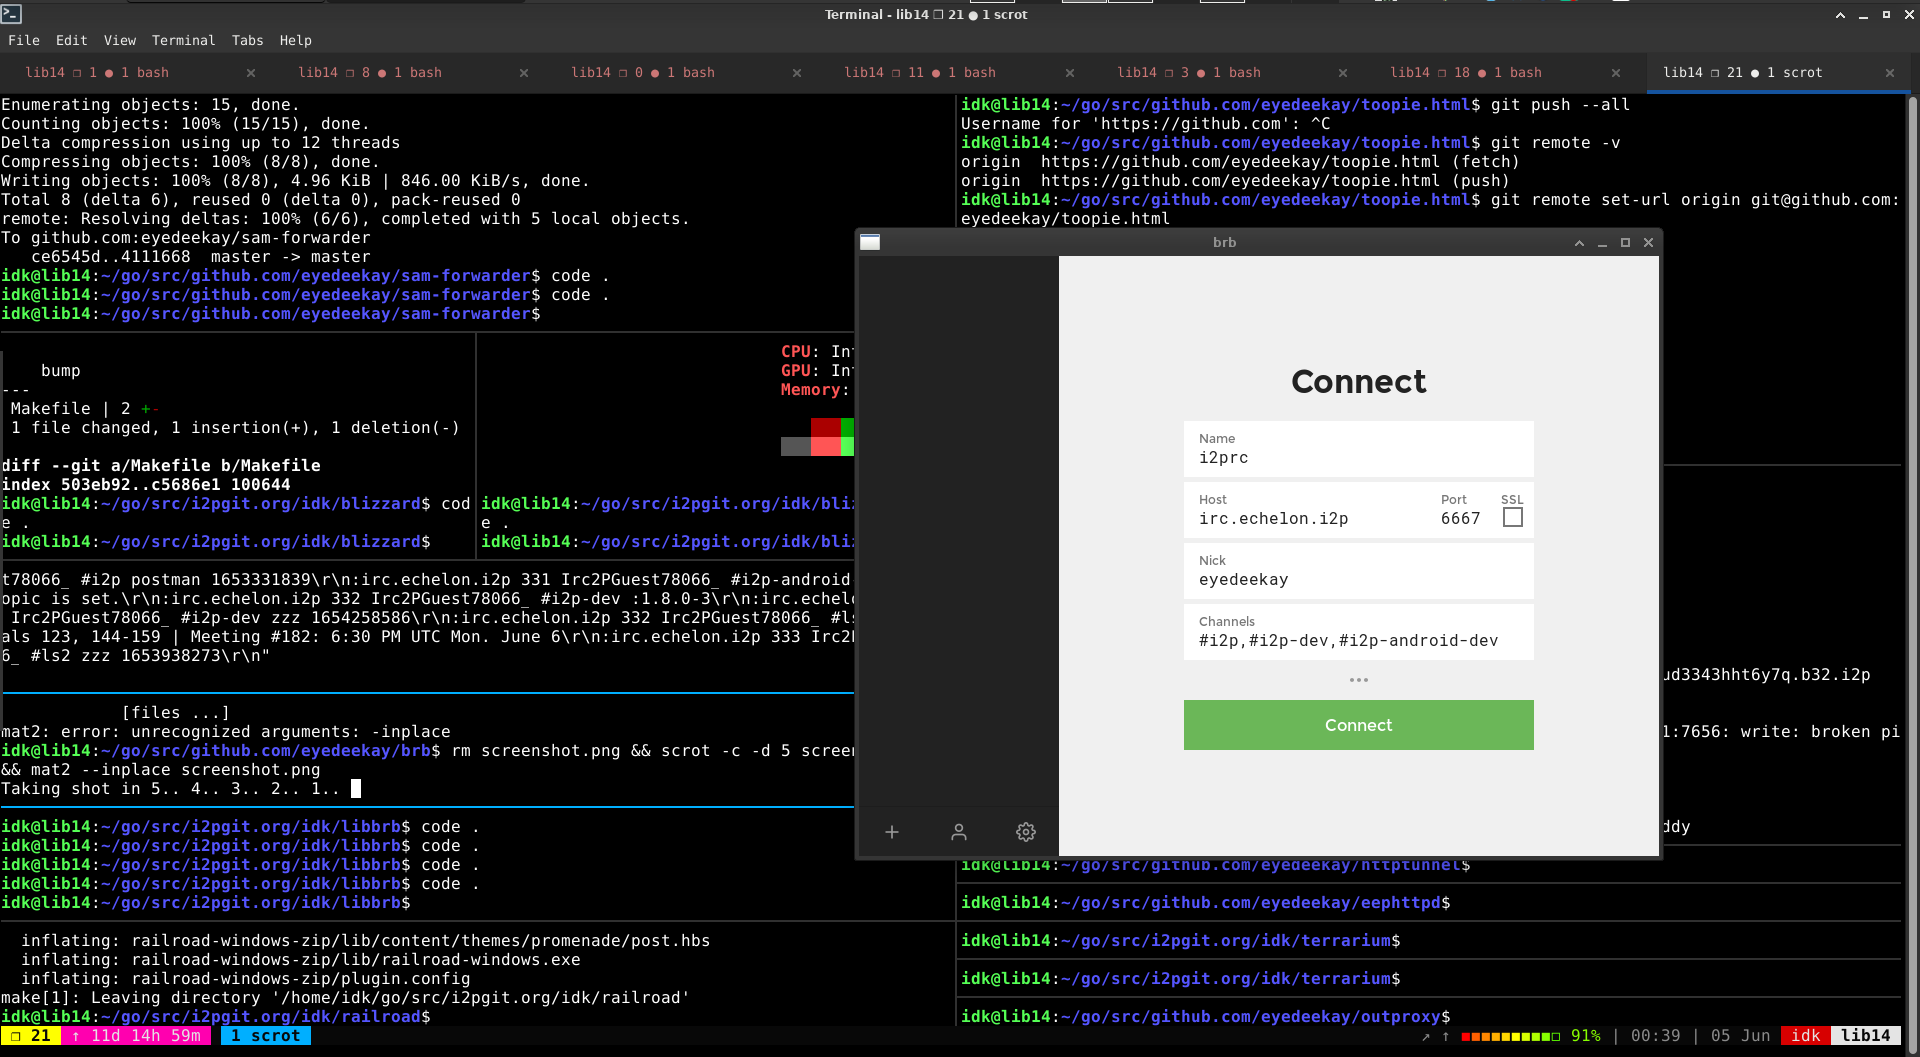 Terminal - lib14 ❐ 21 ● 1 scrot
File Edit View Terminal Tabs Help
lib14 ❐ 1 ● 1 bash
lib14 ❐ 8 ● 1 bash
lib14 ❐ 0 ● 1 bash
lib14 ❐ 11 ● 1 bash
lib14 ❐ 3 ● 1 bash
lib14 ❐ 18 ● 1 bash
lib14 ❐ 21 ● 1 scrot
Enumerating objects: 15, done.
Counting objects: 100% (15/15), done.
Delta compression using up to 12 threads
Compressing objects: 100% (8/8), done.
Writing objects: 100% (8/8), 4.96 KiB | 846.00 KiB/s, done.
Total 8 (delta 6), reused 0 (delta 0), pack-reused 0
remote: Resolving deltas: 100% (6/6), completed with 5 local objects.
To github.com:eyedeekay/sam-forwarder
   ce6545d..4111668  master -> master
idk@lib14:~/go/src/github.com/eyedeekay/sam-forwarder$ code .
idk@lib14:~/go/src/github.com/eyedeekay/sam-forwarder$ code .
idk@lib14:~/go/src/github.com/eyedeekay/sam-forwarder$
    bump
---
 Makefile | 2 +-
 1 file changed, 1 insertion(+), 1 deletion(-)
diff --git a/Makefile b/Makefile
index 503eb92..c5686e1 100644
idk@lib14:~/go/src/i2pgit.org/idk/blizzard$ cod
e .
idk@lib14:~/go/src/i2pgit.org/idk/blizzard$
CPU: In
GPU: In
Memory:
idk@lib14:~/go/src/i2pgit.org/idk/bli
e .
idk@lib14:~/go/src/i2pgit.org/idk/bli
t78066_ #i2p postman 1653331839\r\n:irc.echelon.i2p 331 Irc2PGuest78066_ #i2p-android
opic is set.\r\n:irc.echelon.i2p 332 Irc2PGuest78066_ #i2p-dev :1.8.0-3\r\n:irc.echel
 Irc2PGuest78066_ #i2p-dev zzz 1654258586\r\n:irc.echelon.i2p 332 Irc2PGuest78066_ #ls
als 123, 144-159 | Meeting #182: 6:30 PM UTC Mon. June 6\r\n:irc.echelon.i2p 333 Irc2
6_ #ls2 zzz 1653938273\r\n"
            [files ...]
mat2: error: unrecognized arguments: -inplace
idk@lib14:~/go/src/github.com/eyedeekay/brb$ rm screenshot.png && scrot -c -d 5 screen
&& mat2 --inplace screenshot.png
Taking shot in 5.. 4.. 3.. 2.. 1..
idk@lib14:~/go/src/i2pgit.org/idk/libbrb$ code .
idk@lib14:~/go/src/i2pgit.org/idk/libbrb$ code .
idk@lib14:~/go/src/i2pgit.org/idk/libbrb$ code .
idk@lib14:~/go/src/i2pgit.org/idk/libbrb$ code .
idk@lib14:~/go/src/i2pgit.org/idk/libbrb$
  inflating: railroad-windows-zip/lib/content/themes/promenade/post.hbs
  inflating: railroad-windows-zip/lib/railroad-windows.exe
  inflating: railroad-windows-zip/plugin.config
make[1]: Leaving directory '/home/idk/go/src/i2pgit.org/idk/railroad'
idk@lib14:~/go/src/i2pgit.org/idk/railroad$
idk@lib14:~/go/src/github.com/eyedeekay/toopie.html$ git push --all
Username for 'https://github.com': ^C
idk@lib14:~/go/src/github.com/eyedeekay/toopie.html$ git remote -v
origin  https://github.com/eyedeekay/toopie.html (fetch)
origin  https://github.com/eyedeekay/toopie.html (push)
idk@lib14:~/go/src/github.com/eyedeekay/toopie.html$ git remote set-url origin git@github.com:
eyedeekay/toopie.html
brb
Connect
Name
i2prc
Host Port SSL
irc.echelon.i2p 6667
Nick
eyedeekay
Channels
#i2p,#i2p-dev,#i2p-android-dev
•••
Connect
ud3343hht6y7q.b32.i2p
1:7656: write: broken pi
ddy
idk@lib14:~/go/src/github.com/eyedeekay/httptunnel$
idk@lib14:~/go/src/github.com/eyedeekay/eephttpd$
idk@lib14:~/go/src/i2pgit.org/idk/terrarium$
idk@lib14:~/go/src/i2pgit.org/idk/terrarium$
idk@lib14:~/go/src/github.com/eyedeekay/outproxy$
❐ 21 ↑ 11d 14h 59m 1 scrot
↗ ↑ 91% | 00:39 | 05 Jun idk lib14